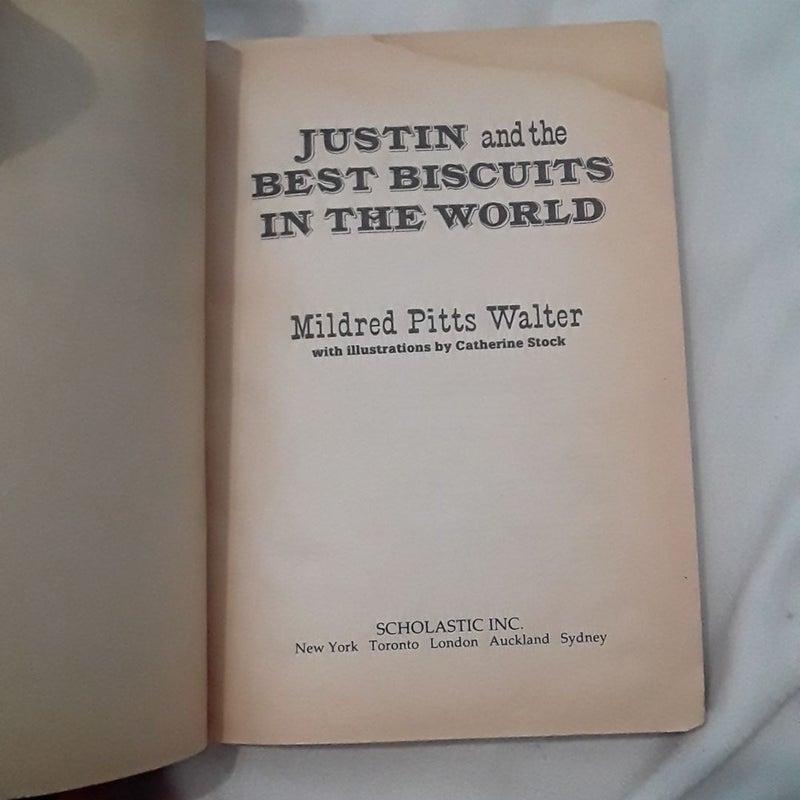 JUSTIN and the
BEST BISCUITS
IN THE WORLD
Mildred Pitts Walter
with illustrations by Catherine Stock
SCHOLASTIC INC.
New York Toronto London Auckland Sydney